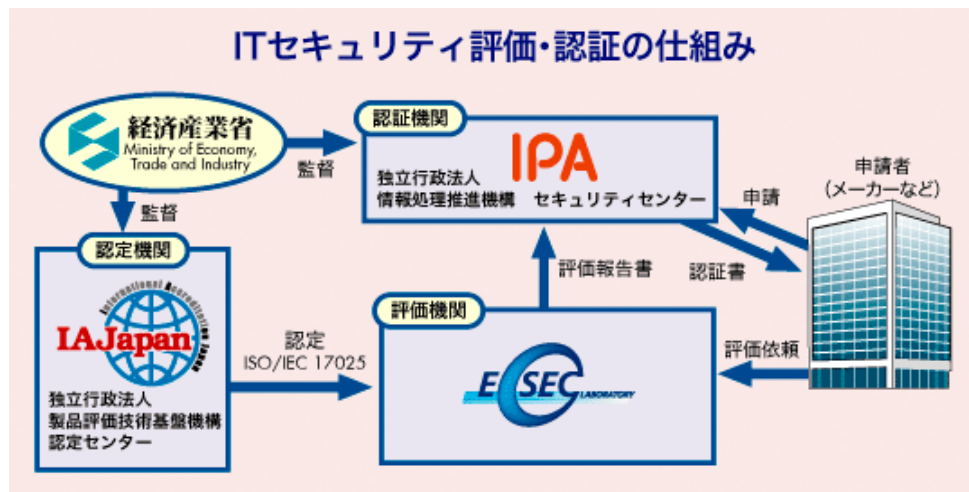 ITセキュリティ評価・認証の仕組み
経済産業省
Ministry of Economy,
Trade and Industry
監督
監督
認証機関
IPA
独立行政法人
情報処理推進機構　セキュリティセンター
申請者
(メーカーなど)
申請
認証書
認定機関
International Accreditation Japan
IAJapan
独立行政法人
製品評価技術基盤機構
認定センター
認定
ISO/IEC 17025
評価報告書
評価機関
ECSEC LABORATORY
評価依頼